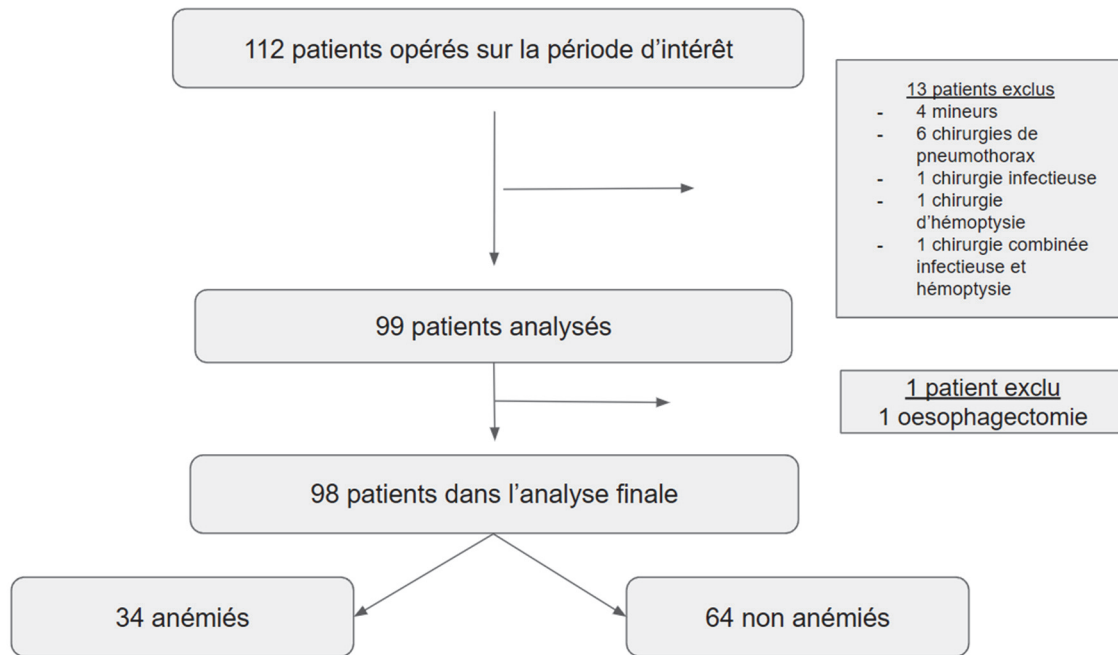 112 patients opérés sur la période d’intérêt
13 patients exclus
- 4 mineurs
- 6 chirurgies de
pneumothorax
- 1 chirurgie infectieuse
- 1 chirurgie
d’hémoptysie
- 1 chirurgie combinée
infectieuse et
hémoptysie
99 patients analysés
1 patient exclu
1 oesophagectomie
98 patients dans l’analyse finale
34 anémiés
64 non anémiés